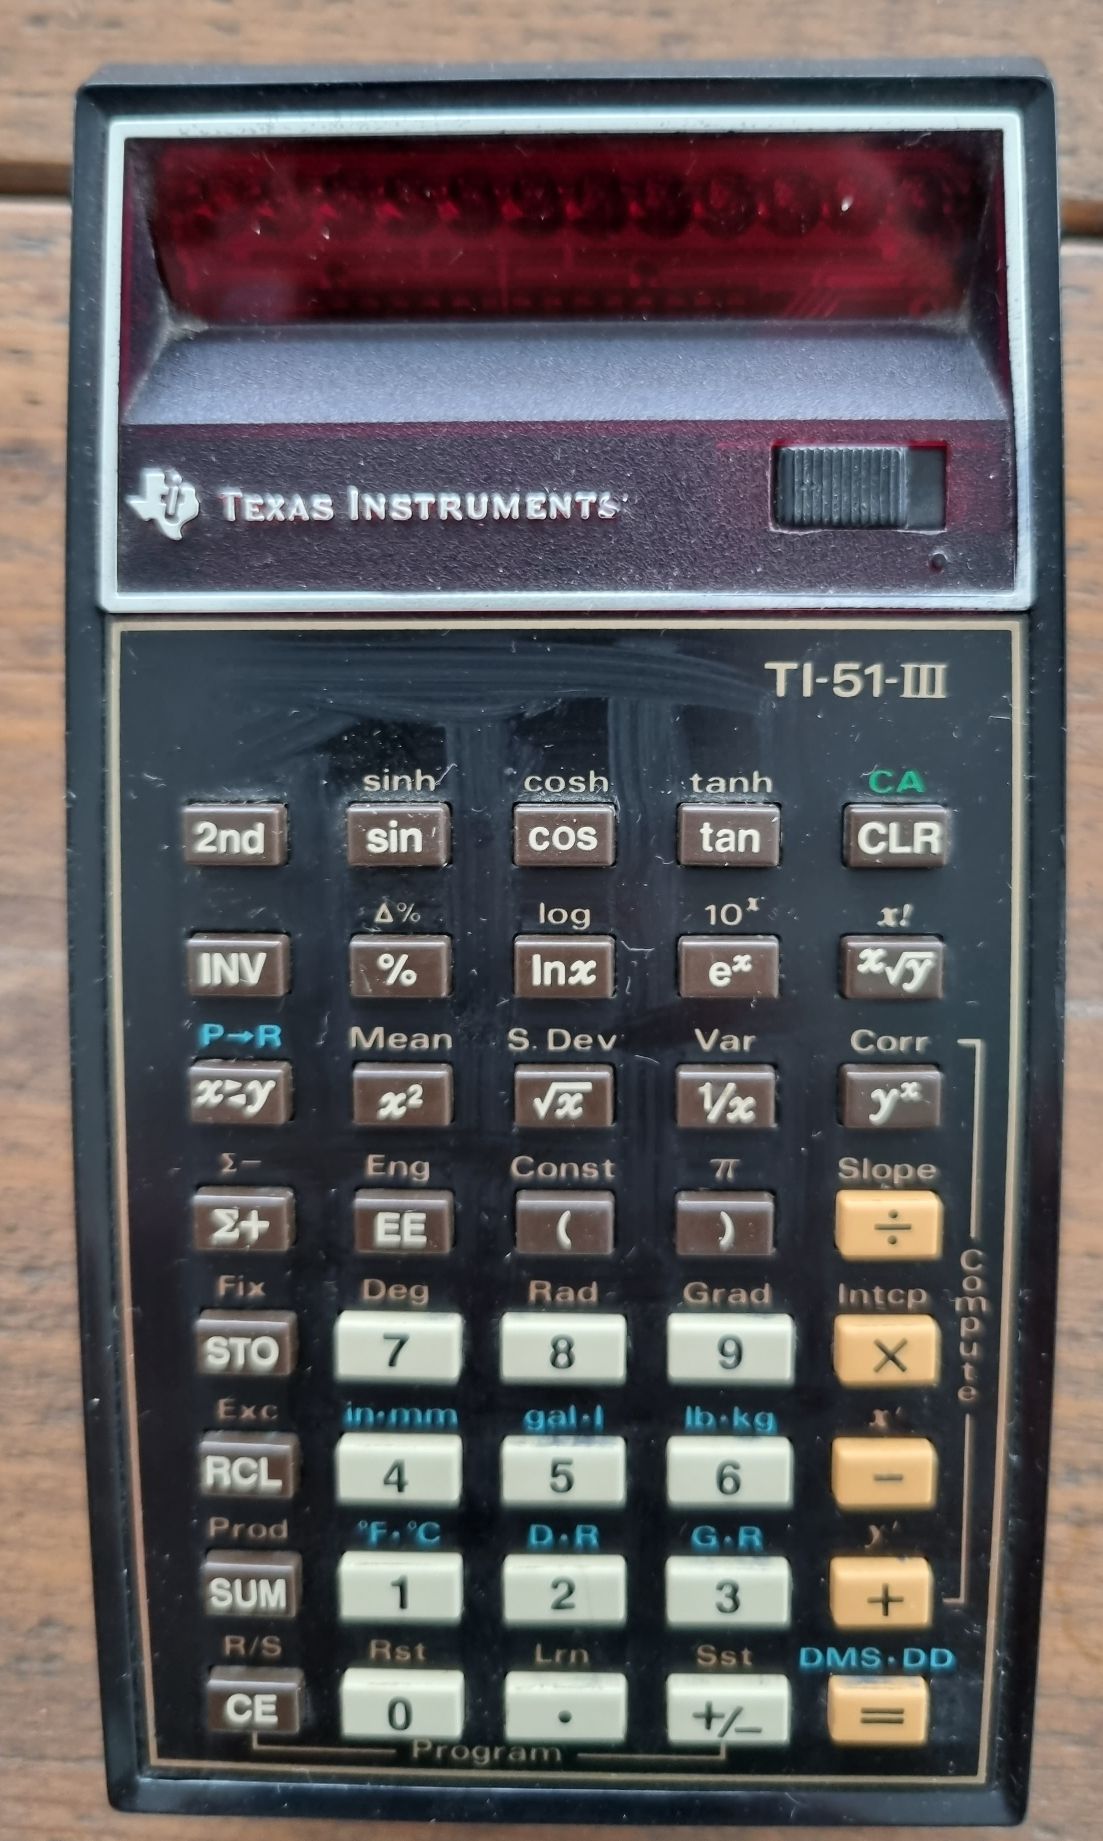 TEXAS INSTRUMENTS
TI-51-III
sinh cosh tanh CA
2nd sin cos tan CLR
Δ% log 10ˣ x!
INV % lnx eˣ ˣ√y
P→R Mean S. Dev Var Corr
x⇄y x² √x 1/x yˣ
Σ- Eng Const π Slope
Σ+ EE ( ) ÷
Fix Deg Rad Grad Intcp
STO 7 8 9 ×
Compute
Exc in·mm gal·l lb·kg x'
RCL 4 5 6 −
Prod °F·°C D·R G·R y'
SUM 1 2 3 +
R/S Rst Lrn Sst DMS·DD
CE 0 . +/− =
Program